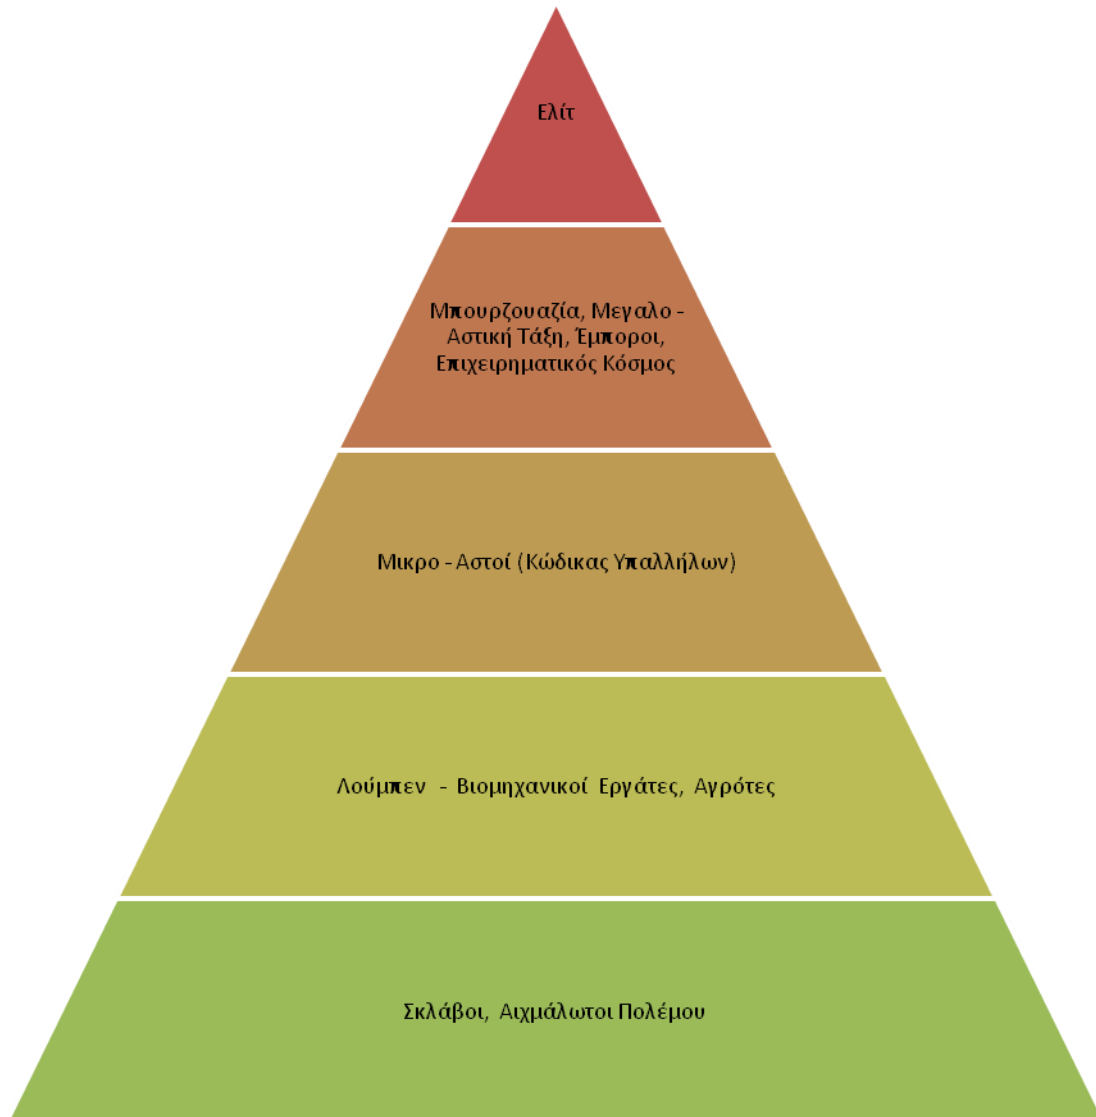 Ελίτ
Μπουρζουαζία, Μεγαλο -
Αστική Τάξη, Έμποροι,
Επιχειρηματικός Κόσμος
Μικρο - Αστοί (Κώδικας Υπαλλήλων)
Λούμπεν - Βιομηχανικοί Εργάτες, Αγρότες
Σκλάβοι, Αιχμάλωτοι Πολέμου